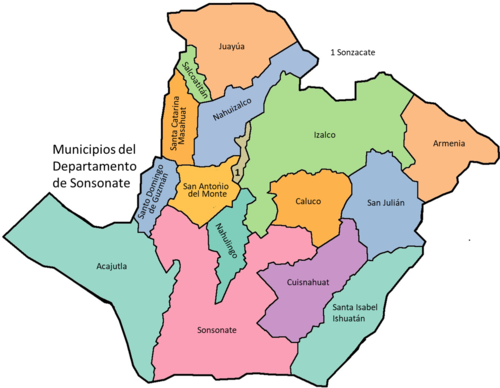 Juayúa
1 Sonzacate
Salcoatitán
Nahuizalco
Santa Catarina
Masahuat
Izalco
Armenia
Municipios del
Departamento
de Sonsonate
1
Santo Domingo
de Guzmán
San Antonio
del Monte
Caluco
San Julián
Nahulingo
Acajutla
Cuisnahuat
Santa Isabel
Ishuatán
Sonsonate